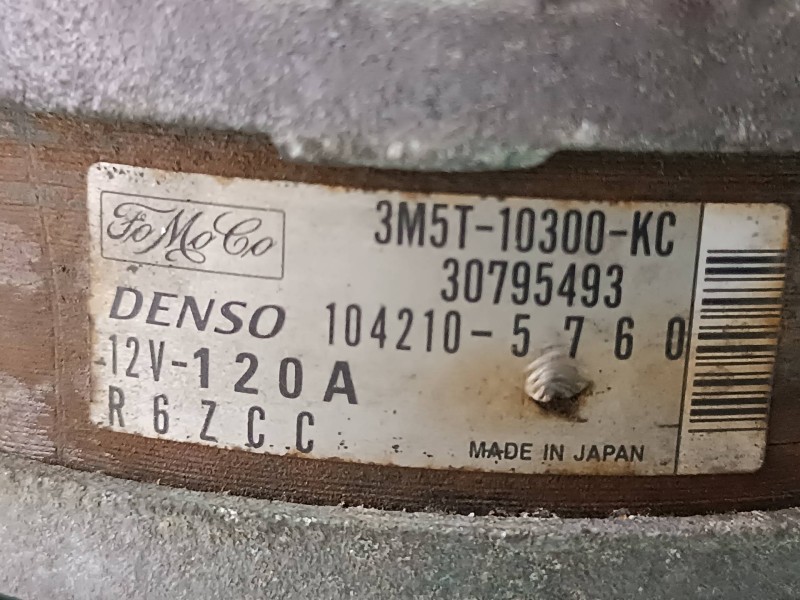 FoMoCo
3M5T-10300-KC
30795493
DENSO 104210-5760
12V-120A
R6ZCC
MADE IN JAPAN